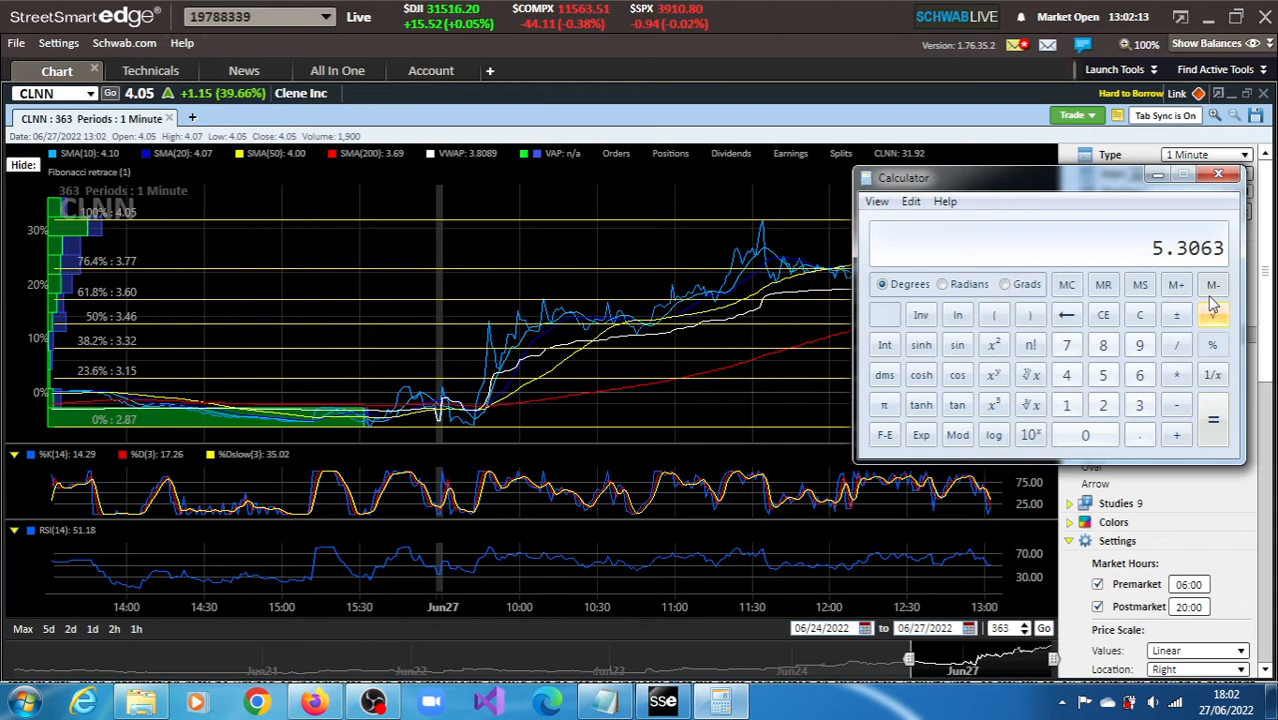 StreetSmart edge 19788339 Live $DJI 31516.20 $COMPX 11563.51 $SPX 3910.80 SCHWABLIVE Market Open 13:02:13
+15.52 (+0.05%) -44.11 (-0.38%) -0.94 (-0.02%)
File Settings Schwab.com Help Version: 1.76.35.2 100% Show Balances
Chart Technicals News All In One Account + Launch Tools Find Active Tools
CLNN Go 4.05 +1.15 (39.66%) Clene Inc Hard to Borrow Link
CLNN : 363 Periods : 1 Minute + Trade Tab Sync is On
Date: 06/27/2022 13:02 Open: 4.05 High: 4.07 Low: 4.05 Close: 4.05 Volume: 1,900
SMA(10): 4.10 SMA(20): 4.07 SMA(50): 4.00 SMA(200): 3.69 VWAP: 3.8089 VAP: n/a Orders Positions Dividends Earnings Splits CLNN: 31.92
Type 1 Minute
Hide:
Fibonacci retrace (1)
363 Periods : 1 Minute
CLNN
100% : 4.05
30%
76.4% : 3.77
20%
61.8% : 3.60
50% : 3.46
10%
38.2% : 3.32
23.6% : 3.15
0%
0% : 2.87
Calculator
View Edit Help
5.3063
Degrees Radians Grads MC MR MS M+ M-
Inv ln ( ) ← CE C ± √
Int sinh sin x² n! 7 8 9 / %
dms cosh cos xʸ ʸ√x 4 5 6 * 1/x
π tanh tan x³ ³√x 1 2 3 - =
F-E Exp Mod log 10ˣ 0 . +
Oval
Arrow
Studies 9
Colors
Settings
Market Hours:
Premarket 06:00
Postmarket 20:00
Price Scale:
Values: Linear
Location: Right
%K(14): 14.29 %D(3): 17.26 %Dslow(3): 35.02
75.00
25.00
RSI(14): 51.18
70.00
30.00
14:00 14:30 15:00 15:30 Jun27 10:00 10:30 11:00 11:30 12:00 12:30 13:00
Max 5d 2d 1d 2h 1h 06/24/2022 to 06/27/2022 363 Go
Jun21 Jun22 Jun23 Jun24 Jun27
sse
18:02
27/06/2022